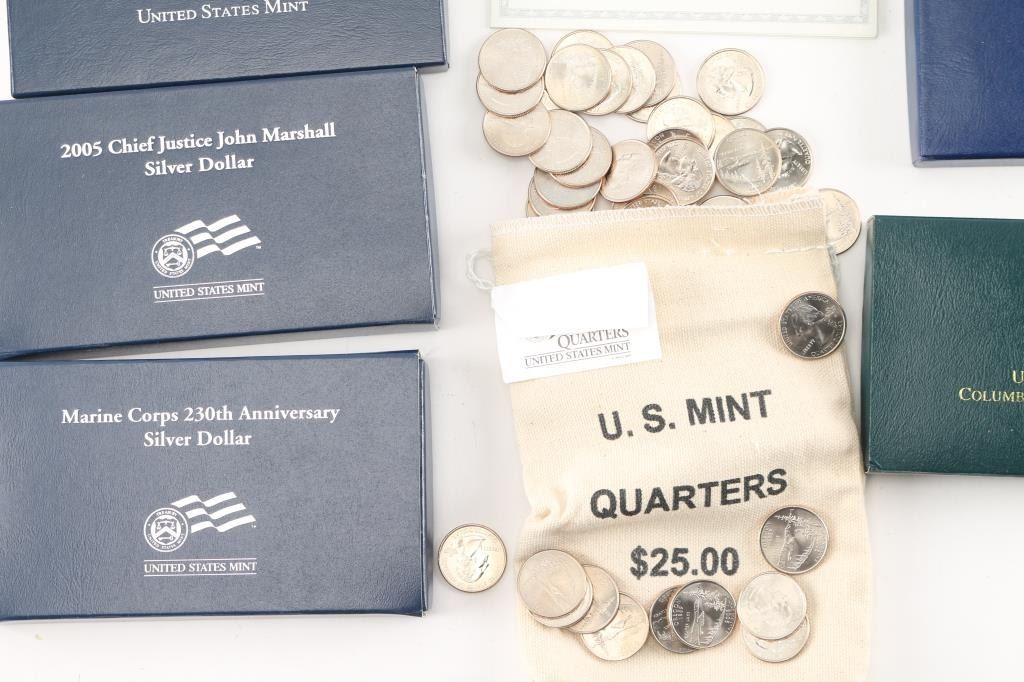 UNITED STATES MINT
2005 Chief Justice John Marshall
Silver Dollar
UNITED STATES MINT
Marine Corps 230th Anniversary
Silver Dollar
UNITED STATES MINT
QUARTERS
UNITED STATES MINT
U. S. MINT
QUARTERS
$25.00
U